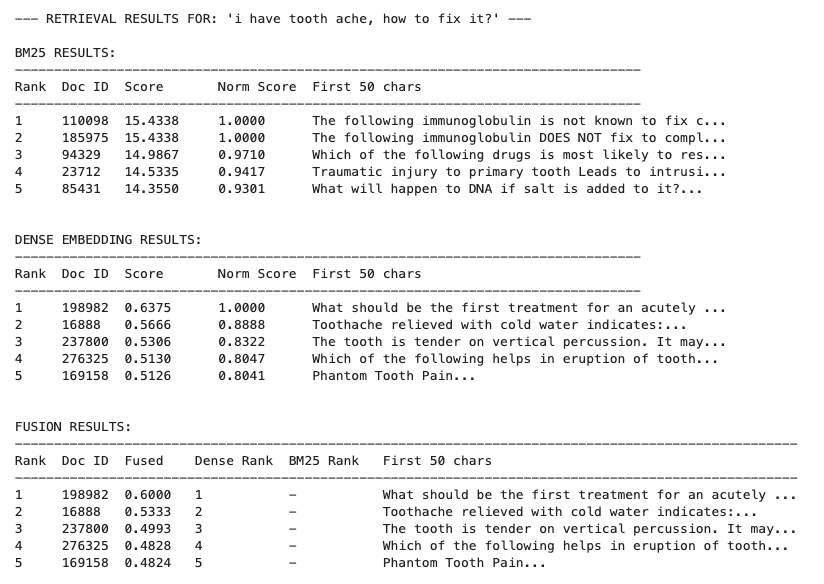 --- RETRIEVAL RESULTS FOR: 'i have tooth ache, how to fix it?' ---
BM25 RESULTS:
--------------------------------------------------------------------------------
Rank Doc ID Score Norm Score First 50 chars
--------------------------------------------------------------------------------
1 110098 15.4338 1.0000 The following immunoglobulin is not known to fix c...
2 185975 15.4338 1.0000 The following immunoglobulin DOES NOT fix to compl...
3 94329 14.9867 0.9710 Which of the following drugs is most likely to res...
4 23712 14.5335 0.9417 Traumatic injury to primary tooth Leads to intrusi...
5 85431 14.3550 0.9301 What will happen to DNA if salt is added to it?...
DENSE EMBEDDING RESULTS:
--------------------------------------------------------------------------------
Rank Doc ID Score Norm Score First 50 chars
--------------------------------------------------------------------------------
1 198982 0.6375 1.0000 What should be the first treatment for an acutely ...
2 16888 0.5666 0.8888 Toothache relieved with cold water indicates:...
3 237800 0.5306 0.8322 The tooth is tender on vertical percussion. It may...
4 276325 0.5130 0.8047 Which of the following helps in eruption of tooth...
5 169158 0.5126 0.8041 Phantom Tooth Pain...
FUSION RESULTS:
----------------------------------------------------------------------------------------------------
Rank Doc ID Fused Dense Rank BM25 Rank First 50 chars
----------------------------------------------------------------------------------------------------
1 198982 0.6000 1 - What should be the first treatment for an acutely ...
2 16888 0.5333 2 - Toothache relieved with cold water indicates:...
3 237800 0.4993 3 - The tooth is tender on vertical percussion. It may...
4 276325 0.4828 4 - Which of the following helps in eruption of tooth...
5 169158 0.4824 5 - Phantom Tooth Pain...